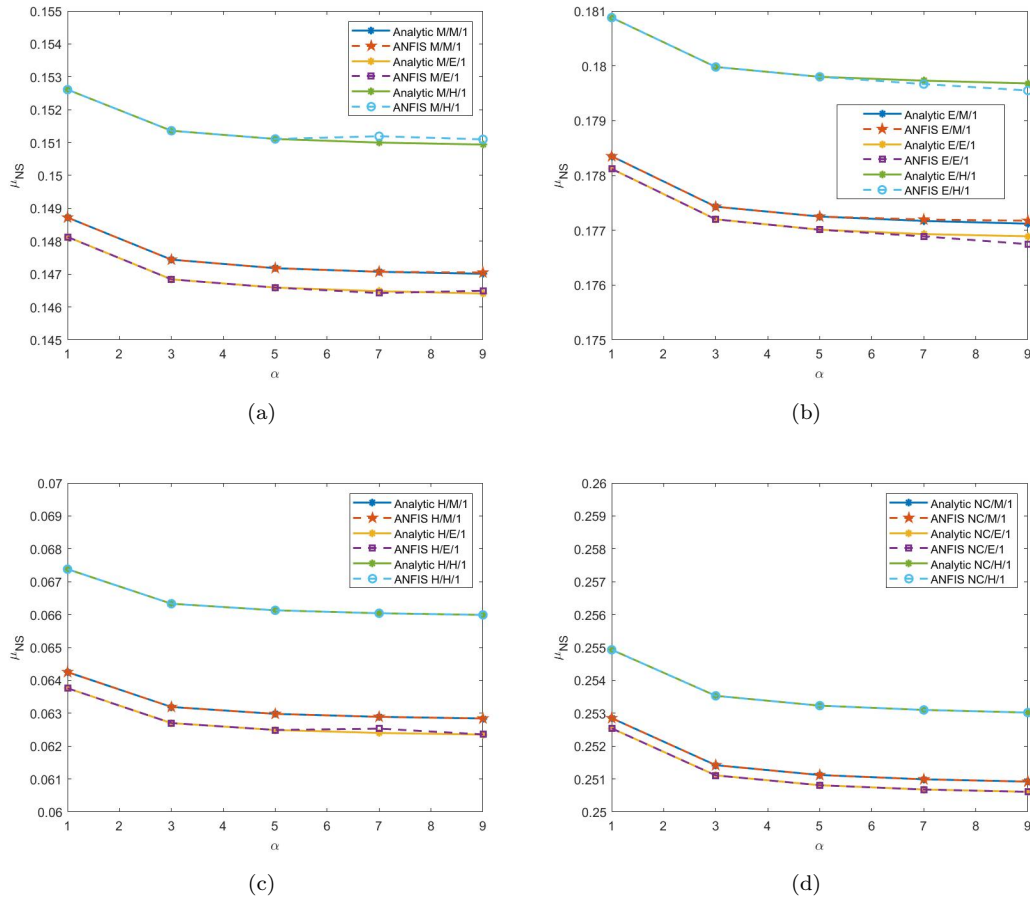 0.155
0.154
0.153
0.152
0.151
0.15
0.149
0.148
0.147
0.146
0.145
μNS
1 2 3 4 5 6 7 8 9
α
Analytic M/M/1
ANFIS M/M/1
Analytic M/E/1
ANFIS M/E/1
Analytic M/H/1
ANFIS M/H/1
(a)
0.181
0.18
0.179
0.178
0.177
0.176
0.175
μNS
1 2 3 4 5 6 7 8 9
α
Analytic E/M/1
ANFIS E/M/1
Analytic E/E/1
ANFIS E/E/1
Analytic E/H/1
ANFIS E/H/1
(b)
0.07
0.069
0.068
0.067
0.066
0.065
0.064
0.063
0.062
0.061
0.06
μNS
1 2 3 4 5 6 7 8 9
α
Analytic H/M/1
ANFIS H/M/1
Analytic H/E/1
ANFIS H/E/1
Analytic H/H/1
ANFIS H/H/1
(c)
0.26
0.259
0.258
0.257
0.256
0.255
0.254
0.253
0.252
0.251
0.25
μNS
1 2 3 4 5 6 7 8 9
α
Analytic NC/M/1
ANFIS NC/M/1
Analytic NC/E/1
ANFIS NC/E/1
Analytic NC/H/1
ANFIS NC/H/1
(d)